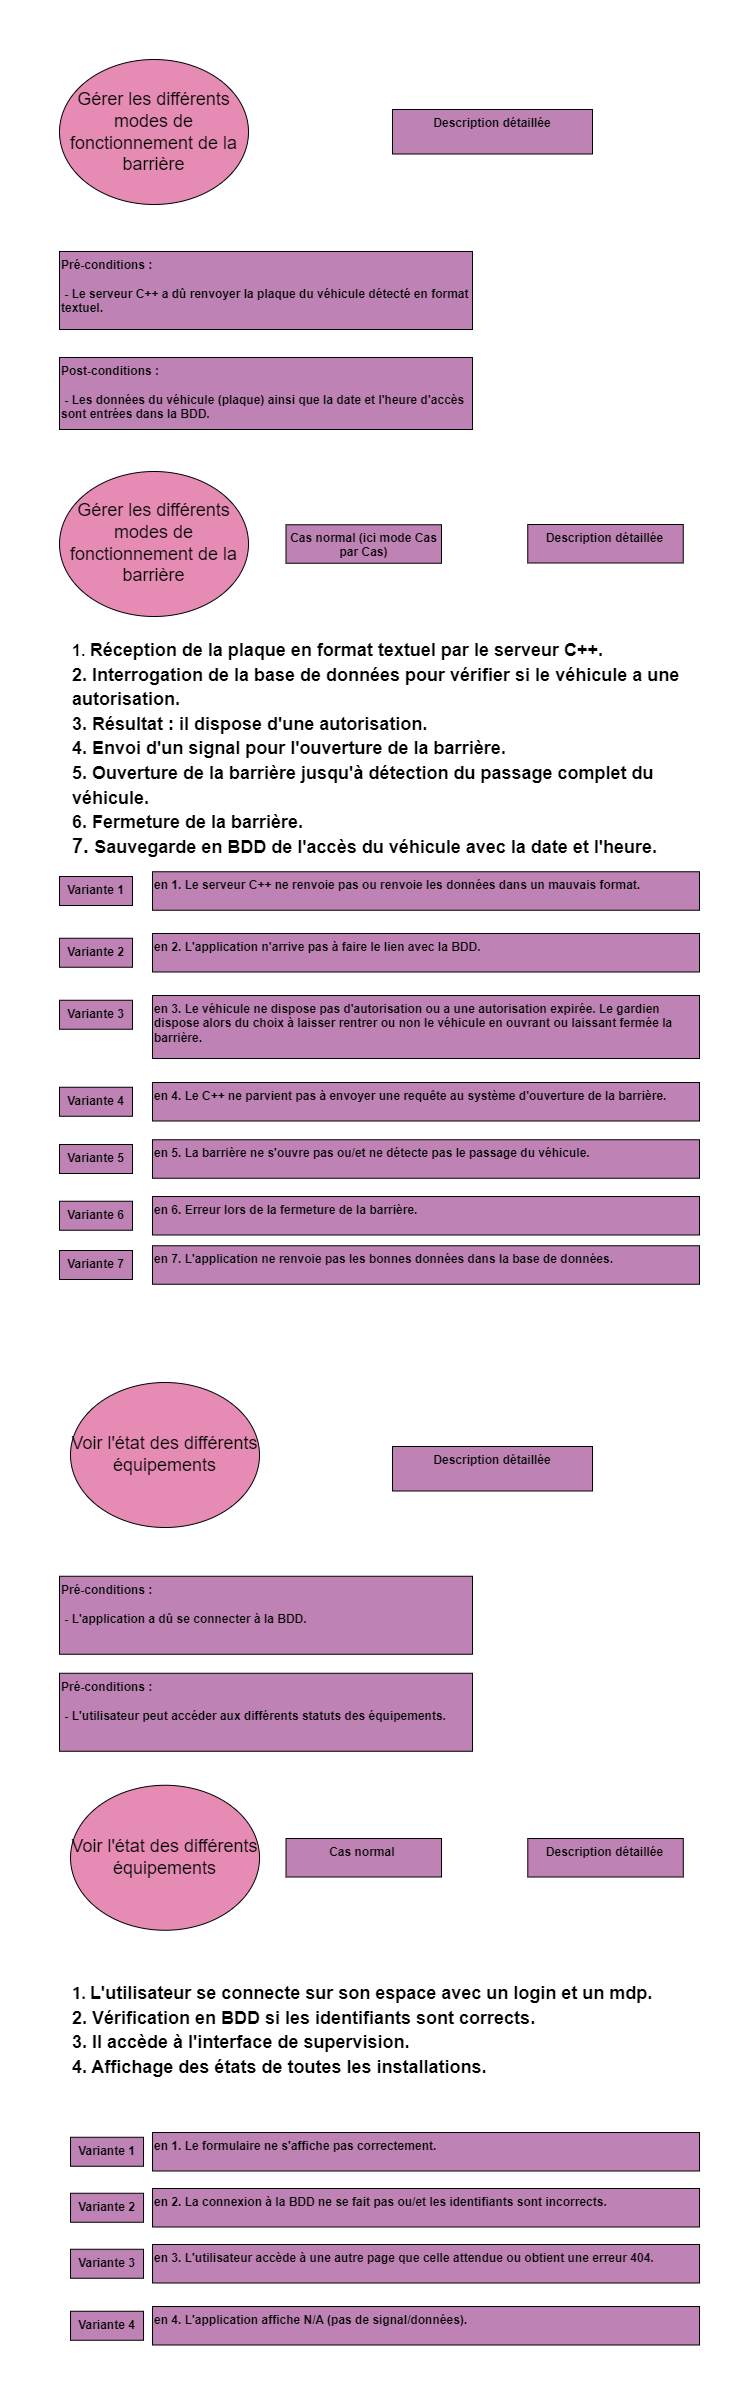 Gérer les différents
modes de
fonctionnement de la
barrière
Description détaillée
Pré-conditions :
- Le serveur C++ a dû renvoyer la plaque du véhicule détecté en format
textuel.
Post-conditions :
- Les données du véhicule (plaque) ainsi que la date et l'heure d'accès
sont entrées dans la BDD.
Gérer les différents
modes de
fonctionnement de la
barrière
Cas normal (ici mode Cas
par Cas)
Description détaillée
1. Réception de la plaque en format textuel par le serveur C++.
2. Interrogation de la base de données pour vérifier si le véhicule a une
autorisation.
3. Résultat : il dispose d'une autorisation.
4. Envoi d'un signal pour l'ouverture de la barrière.
5. Ouverture de la barrière jusqu'à détection du passage complet du
véhicule.
6. Fermeture de la barrière.
7. Sauvegarde en BDD de l'accès du véhicule avec la date et l'heure.
Variante 1
en 1. Le serveur C++ ne renvoie pas ou renvoie les données dans un mauvais format.
Variante 2
en 2. L'application n'arrive pas à faire le lien avec la BDD.
Variante 3
en 3. Le véhicule ne dispose pas d'autorisation ou a une autorisation expirée. Le gardien
dispose alors du choix à laisser rentrer ou non le véhicule en ouvrant ou laissant fermée la
barrière.
Variante 4
en 4. Le C++ ne parvient pas à envoyer une requête au système d'ouverture de la barrière.
Variante 5
en 5. La barrière ne s'ouvre pas ou/et ne détecte pas le passage du véhicule.
Variante 6
en 6. Erreur lors de la fermeture de la barrière.
Variante 7
en 7. L'application ne renvoie pas les bonnes données dans la base de données.
Voir l'état des différents
équipements
Description détaillée
Pré-conditions :
- L'application a dû se connecter à la BDD.
Pré-conditions :
- L'utilisateur peut accéder aux différents statuts des équipements.
Voir l'état des différents
équipements
Cas normal
Description détaillée
1. L'utilisateur se connecte sur son espace avec un login et un mdp.
2. Vérification en BDD si les identifiants sont corrects.
3. Il accède à l'interface de supervision.
4. Affichage des états de toutes les installations.
Variante 1
en 1. Le formulaire ne s'affiche pas correctement.
Variante 2
en 2. La connexion à la BDD ne se fait pas ou/et les identifiants sont incorrects.
Variante 3
en 3. L'utilisateur accède à une autre page que celle attendue ou obtient une erreur 404.
Variante 4
en 4. L'application affiche N/A (pas de signal/données).